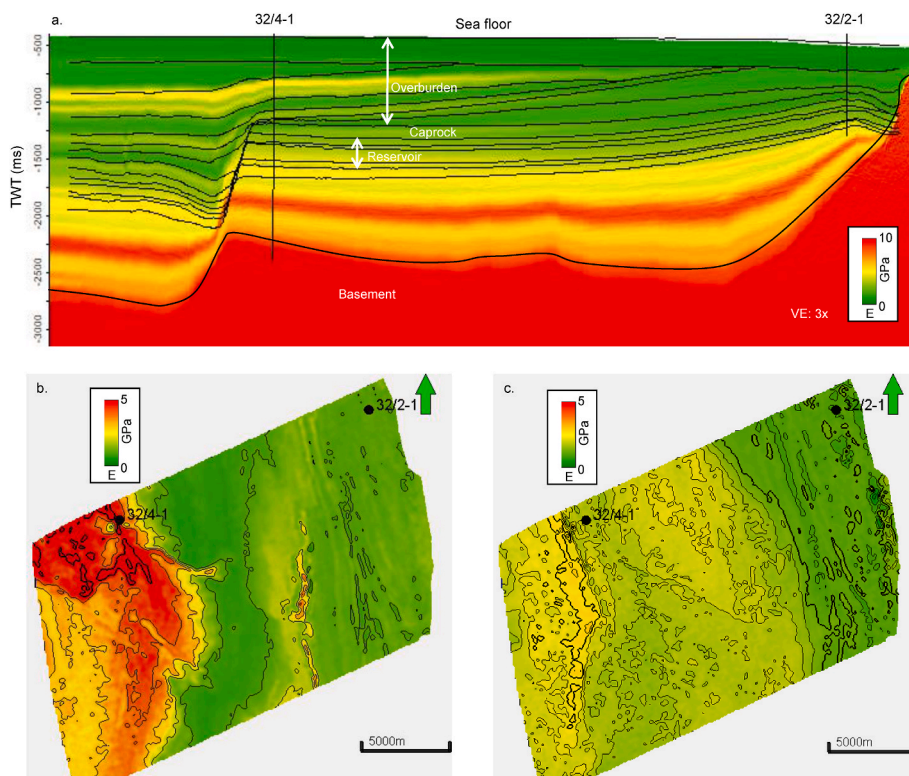 a.
32/4-1
Sea floor
32/2-1
-500
Overburden
-1000
Caprock
Reservoir
-1500
TWT (ms)
-2000
10
GPa
0
E
-2500
Basement
VE: 3x
-3000
b.
5
GPa
0
E
32/2-1
32/4-1
5000m
c.
5
GPa
0
E
32/2-1
32/4-1
5000m